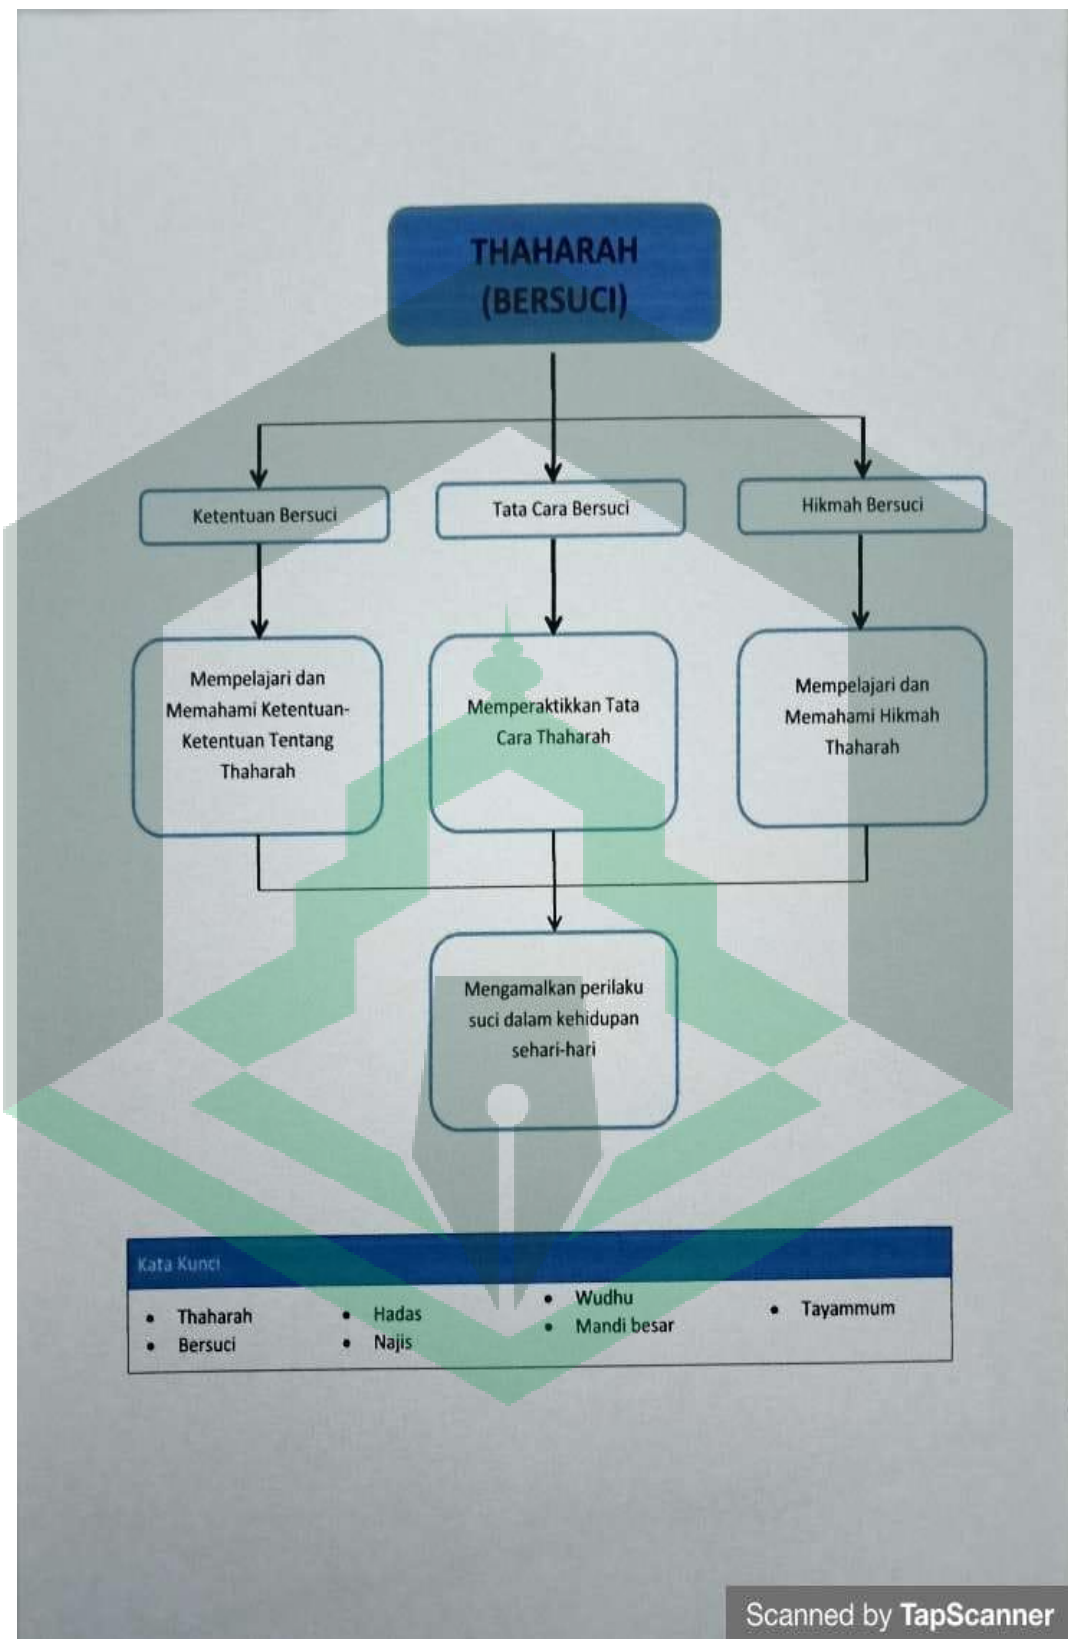 THAHARAH
(BERSUCI)
Ketentuan Bersuci
Tata Cara Bersuci
Hikmah Bersuci
Mempelajari dan
Memahami Ketentuan-
Ketentuan Tentang
Thaharah
Memperaktikkan Tata
Cara Thaharah
Mempelajari dan
Memahami Hikmah
Thaharah
Mengamalkan perilaku
suci dalam kehidupan
sehari-hari
Kata Kunci
• Thaharah
• Bersuci
• Hadas
• Najis
• Wudhu
• Mandi besar
• Tayammum
Scanned by TapScanner